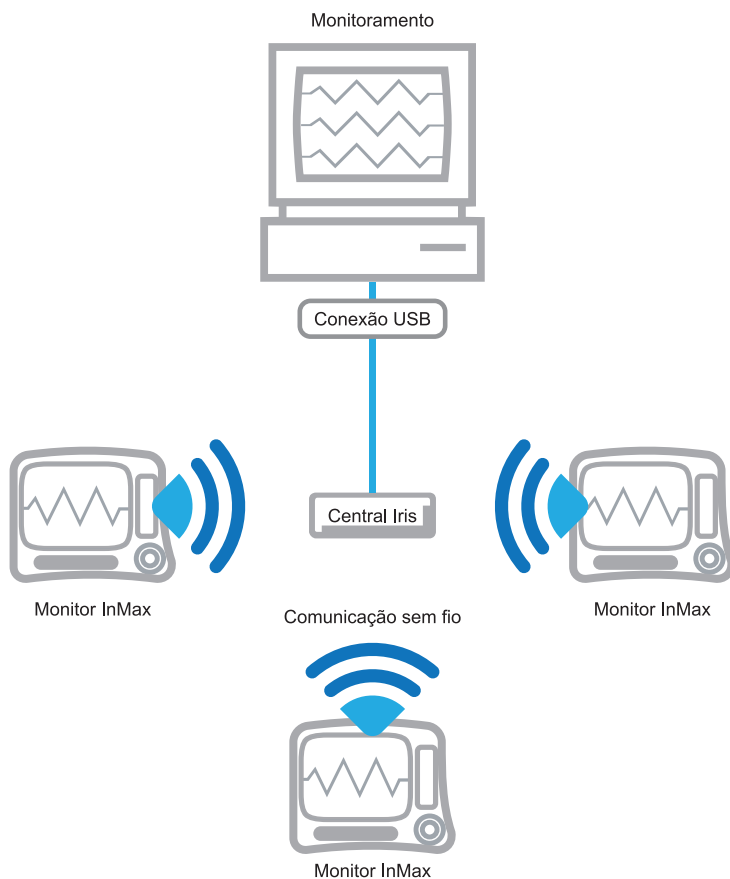 Monitoramento
Conexão USB
Central Iris
Monitor InMax
Monitor InMax
Comunicação sem fio
Monitor InMax